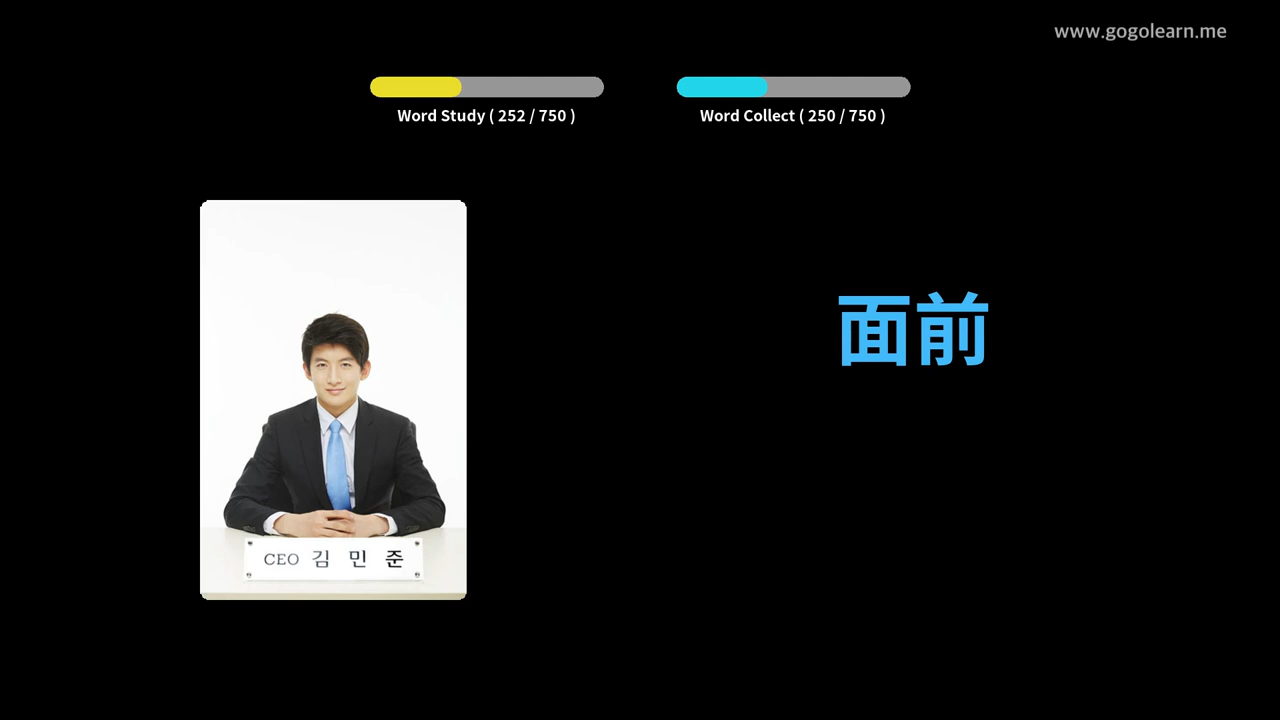 www.gogolearn.me
Word Study ( 252 / 750 )
Word Collect ( 250 / 750 )
面前
CEO 김 민 준